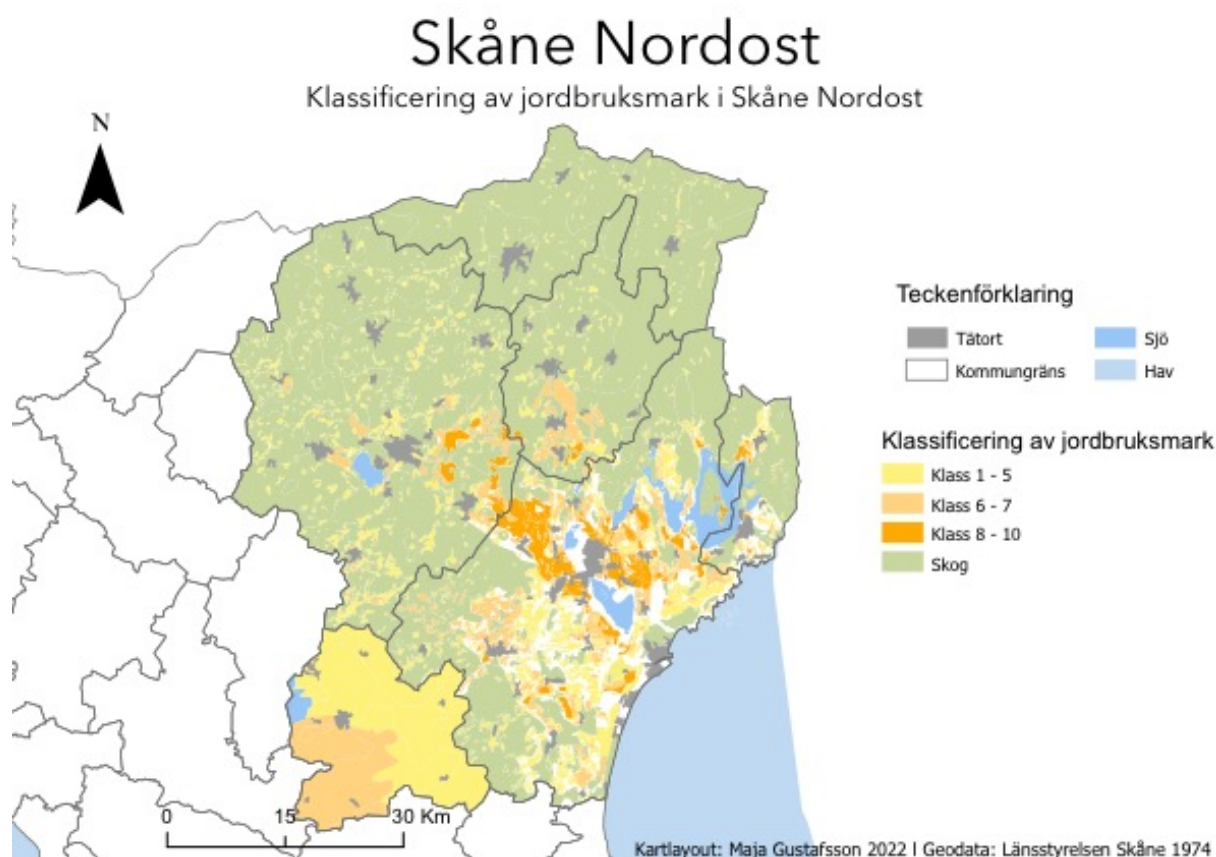 Skåne Nordost
Klassificering av jordbruksmark i Skåne Nordost
N
Teckenförklaring
Tätort
Sjö
Kommungräns
Hav
Klassificering av jordbruksmark
Klass 1 - 5
Klass 6 - 7
Klass 8 - 10
Skog
0 15 30 Km
Kartlayout: Maja Gustafsson 2022 | Geodata: Länsstyrelsen Skåne 1974